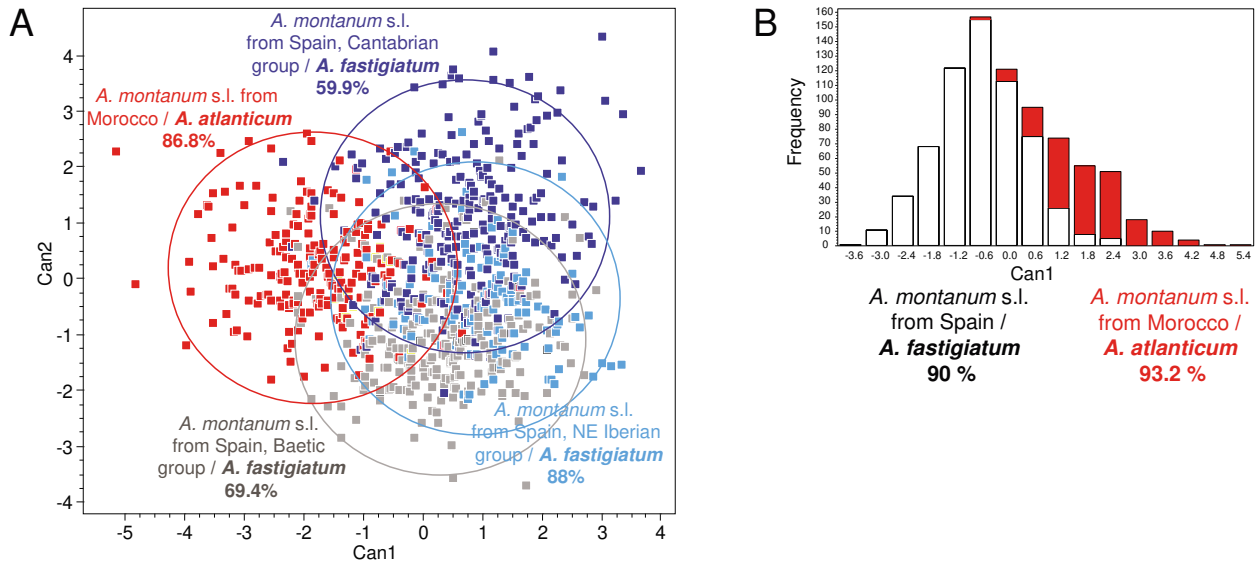 A
A. montanum s.l.
from Spain, Cantabrian
group / A. fastigiatum
59.9%
A. montanum s.l. from
Morocco / A. atlanticum
86.8%
A. montanum s.l.
from Spain, Baetic
group / A. fastigiatum
69.4%
A. montanum s.l.
from Spain, NE Iberian
group / A. fastigiatum
88%
Can2
4
3
2
1
0
-1
-2
-3
-4
-5 -4 -3 -2 -1 0 1 2 3 4
Can1
B
Frequency
160
150
140
130
120
110
100
90
80
70
60
50
40
30
20
10
0
-3.6 -3.0 -2.4 -1.8 -1.2 -0.6 0.0 0.6 1.2 1.8 2.4 3.0 3.6 4.2 4.8 5.4
Can1
A. montanum s.l.
from Spain /
A. fastigiatum
90 %
A. montanum s.l.
from Morocco /
A. atlanticum
93.2 %